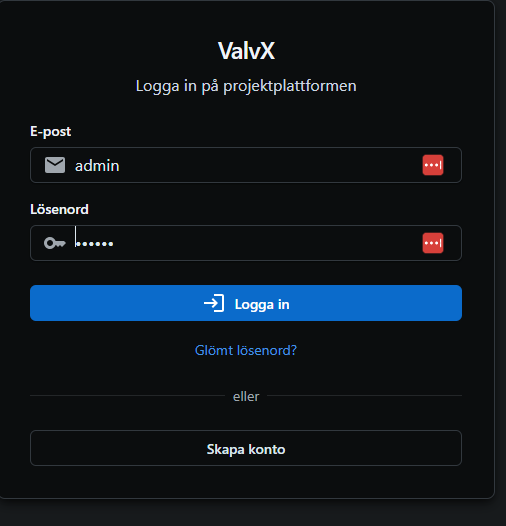 ValvX
Logga in på projektplattformen
E-post
admin
Lösenord
••••••
Logga in
Glömt lösenord?
eller
Skapa konto